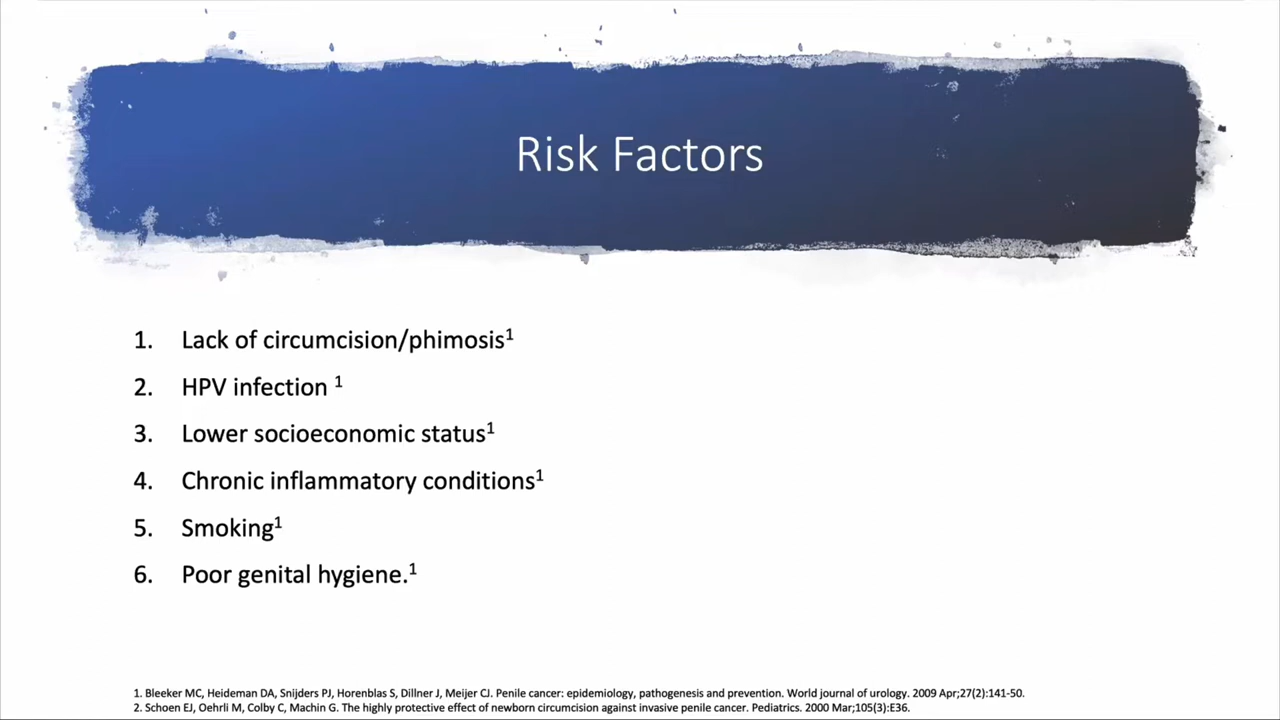 Risk Factors
1. Lack of circumcision/phimosis¹
2. HPV infection ¹
3. Lower socioeconomic status¹
4. Chronic inflammatory conditions¹
5. Smoking¹
6. Poor genital hygiene.¹
1. Bleeker MC, Heideman DA, Snijders PJ, Horenblas S, Dillner J, Meijer CJ. Penile cancer: epidemiology, pathogenesis and prevention. World journal of urology. 2009 Apr;27(2):141-50.
2. Schoen EJ, Oehrli M, Colby C, Machin G. The highly protective effect of newborn circumcision against invasive penile cancer. Pediatrics. 2000 Mar;105(3):E36.